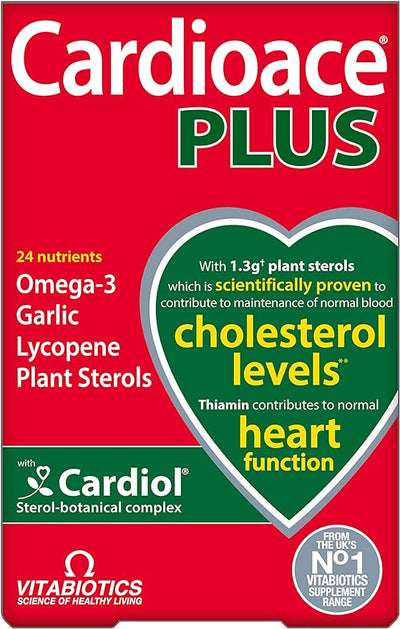 Cardioace®
PLUS
24 nutrients
Omega-3
Garlic
Lycopene
Plant Sterols
With 1.3g† plant sterols
which is scientifically proven to
contribute to maintenance of normal blood
cholesterol
levels**
Thiamin contributes to normal
heart
function
with
Cardiol®
Sterol-botanical complex
VITABIOTICS
SCIENCE OF HEALTHY LIVING
FROM
THE UK'S
No1
VITABIOTICS
SUPPLEMENT
RANGE